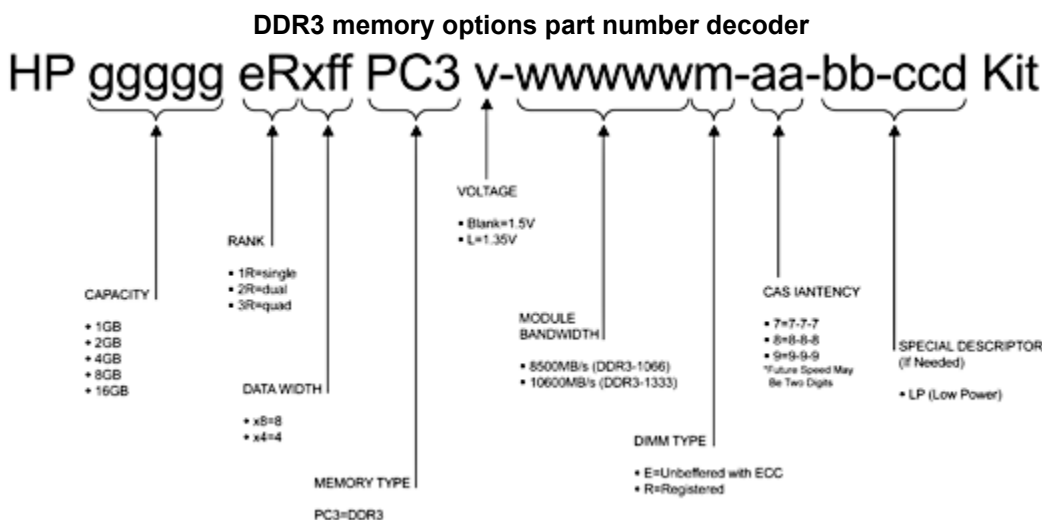 DDR3 memory options part number decoder
HP ggggg eRxff PC3 v-wwwwwm-aa-bb-ccd Kit
CAPACITY
• 1GB
• 2GB
• 4GB
• 8GB
• 16GB
RANK
• 1R=single
• 2R=dual
• 3R=quad
DATA WIDTH
• x8=8
• x4=4
MEMORY TYPE
PC3=DDR3
VOLTAGE
• Blank=1.5V
• L=1.35V
MODULE
BANDWIDTH
• 8500MB/s (DDR3-1066)
• 10600MB/s (DDR3-1333)
DIMM TYPE
• E=Unbeffered with ECC
• R=Registered
CAS IANTENCY
• 7=7-7-7
• 8=8-8-8
• 9=9-9-9
*Future Speed May
Be Two Digits
SPECIAL DESCRIPTOR
(If Needed)
• LP (Low Power)